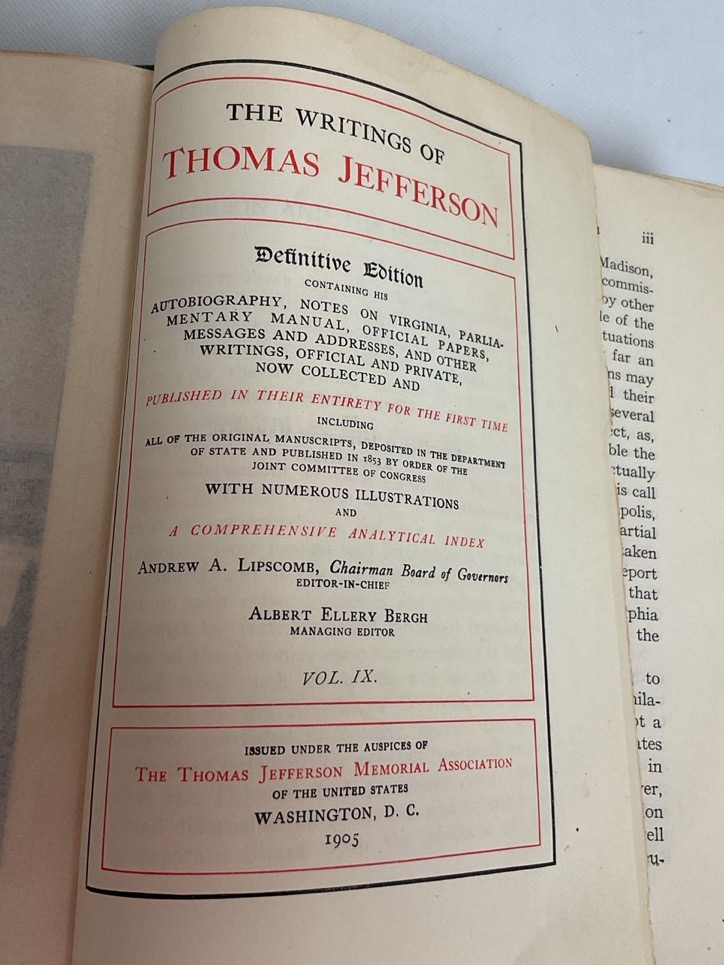 THE WRITINGS OF
THOMAS JEFFERSON
Definitive Edition
CONTAINING HIS
AUTOBIOGRAPHY, NOTES ON VIRGINIA, PARLIA-
MENTARY MANUAL, OFFICIAL PAPERS,
MESSAGES AND ADDRESSES, AND OTHER
WRITINGS, OFFICIAL AND PRIVATE,
NOW COLLECTED AND
PUBLISHED IN THEIR ENTIRETY FOR THE FIRST TIME
INCLUDING
ALL OF THE ORIGINAL MANUSCRIPTS, DEPOSITED IN THE DEPARTMENT
OF STATE AND PUBLISHED IN 1853 BY ORDER OF THE
JOINT COMMITTEE OF CONGRESS
WITH NUMEROUS ILLUSTRATIONS
AND
A COMPREHENSIVE ANALYTICAL INDEX
ANDREW A. LIPSCOMB, Chairman Board of Governors
EDITOR-IN-CHIEF
ALBERT ELLERY BERGH
MANAGING EDITOR
VOL. IX.
ISSUED UNDER THE AUSPICES OF
THE THOMAS JEFFERSON MEMORIAL ASSOCIATION
OF THE UNITED STATES
WASHINGTON, D. C.
1905
iii
Madison,
commis-
by other
of the
tuations
far an
may
their
several
as,
the
ctually
is call
polis,
artial
aken
eport
that
phia
the
to
ila-
a
tes
in
er,
on
ell
u-